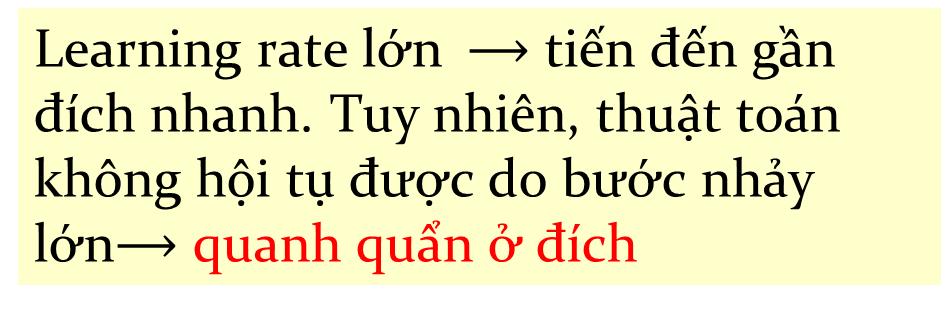 Learning rate lớn ⟶ tiến đến gần
đích nhanh. Tuy nhiên, thuật toán
không hội tụ được do bước nhảy
lớn⟶ quanh quẩn ở đích